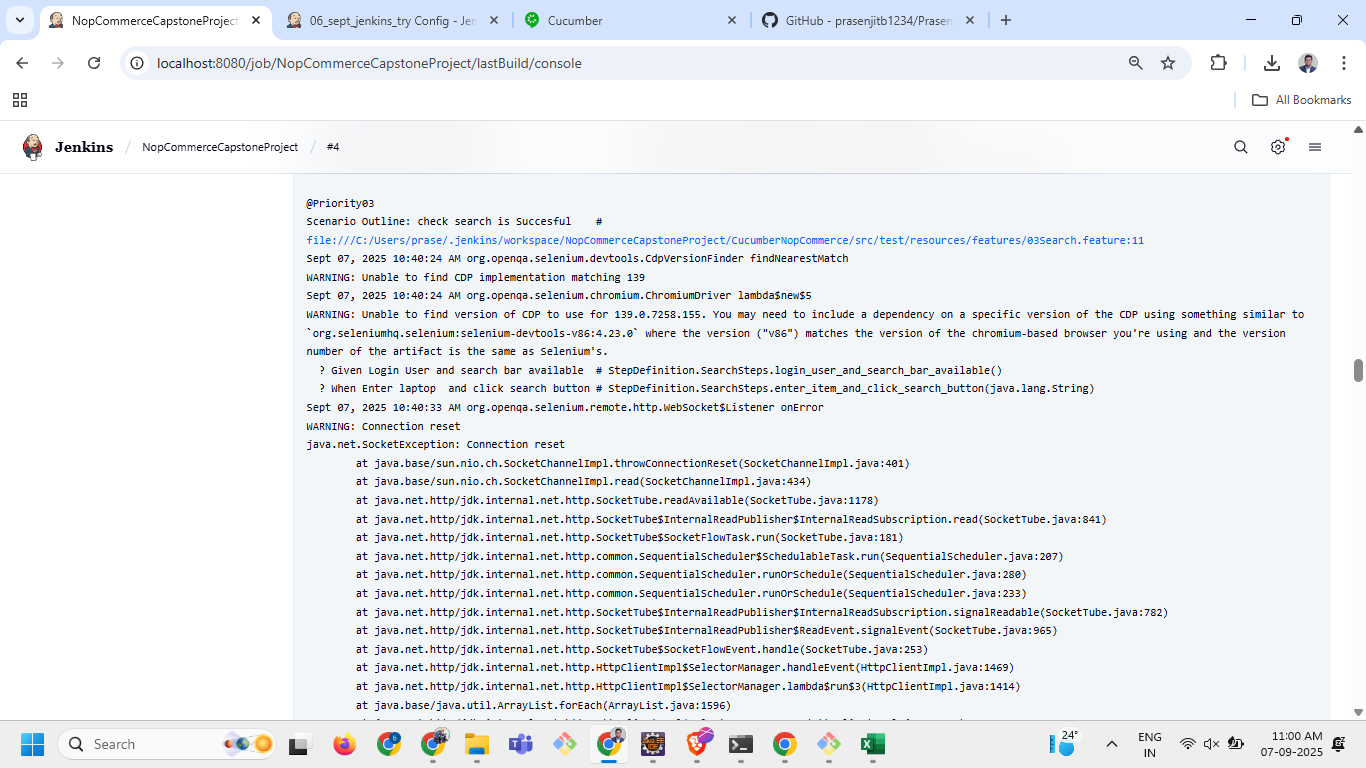 NopCommerceCapstoneProject
06_sept_jenkins_try Config - Jen
Cucumber
GitHub - prasenjitb1234/Prasen
localhost:8080/job/NopCommerceCapstoneProject/lastBuild/console
All Bookmarks
Jenkins / NopCommerceCapstoneProject / #4
@Priority03
Scenario Outline: check search is Succesful #
file:///C:/Users/prase/.jenkins/workspace/NopCommerceCapstoneProject/CucumberNopCommerce/src/test/resources/features/03Search.feature:11
Sept 07, 2025 10:40:24 AM org.openqa.selenium.devtools.CdpVersionFinder findNearestMatch
WARNING: Unable to find CDP implementation matching 139
Sept 07, 2025 10:40:24 AM org.openqa.selenium.chromium.ChromiumDriver lambda$new$5
WARNING: Unable to find version of CDP to use for 139.0.7258.155. You may need to include a dependency on a specific version of the CDP using something similar to
`org.seleniumhq.selenium:selenium-devtools-v86:4.23.0` where the version ("v86") matches the version of the chromium-based browser you're using and the version
number of the artifact is the same as Selenium's.
? Given Login User and search bar available # StepDefinition.SearchSteps.login_user_and_search_bar_available()
? When Enter laptop and click search button # StepDefinition.SearchSteps.enter_item_and_click_search_button(java.lang.String)
Sept 07, 2025 10:40:33 AM org.openqa.selenium.remote.http.WebSocket$Listener onError
WARNING: Connection reset
java.net.SocketException: Connection reset
at java.base/sun.nio.ch.SocketChannelImpl.throwConnectionReset(SocketChannelImpl.java:401)
at java.base/sun.nio.ch.SocketChannelImpl.read(SocketChannelImpl.java:434)
at java.net.http/jdk.internal.net.http.SocketTube.readAvailable(SocketTube.java:1178)
at java.net.http/jdk.internal.net.http.SocketTube$InternalReadPublisher$InternalReadSubscription.read(SocketTube.java:841)
at java.net.http/jdk.internal.net.http.SocketTube$SocketFlowTask.run(SocketTube.java:181)
at java.net.http/jdk.internal.net.http.common.SequentialScheduler$SchedulableTask.run(SequentialScheduler.java:207)
at java.net.http/jdk.internal.net.http.common.SequentialScheduler.runOrSchedule(SequentialScheduler.java:280)
at java.net.http/jdk.internal.net.http.common.SequentialScheduler.runOrSchedule(SequentialScheduler.java:233)
at java.net.http/jdk.internal.net.http.SocketTube$InternalReadPublisher$InternalReadSubscription.signalReadable(SocketTube.java:782)
at java.net.http/jdk.internal.net.http.SocketTube$InternalReadPublisher$ReadEvent.signalEvent(SocketTube.java:965)
at java.net.http/jdk.internal.net.http.SocketTube$SocketFlowEvent.handle(SocketTube.java:253)
at java.net.http/jdk.internal.net.http.HttpClientImpl$SelectorManager.handleEvent(HttpClientImpl.java:1469)
at java.net.http/jdk.internal.net.http.HttpClientImpl$SelectorManager.lambda$run$3(HttpClientImpl.java:1414)
at java.base/java.util.ArrayList.forEach(ArrayList.java:1596)
Search
24°
ENG
IN
11:00 AM
07-09-2025